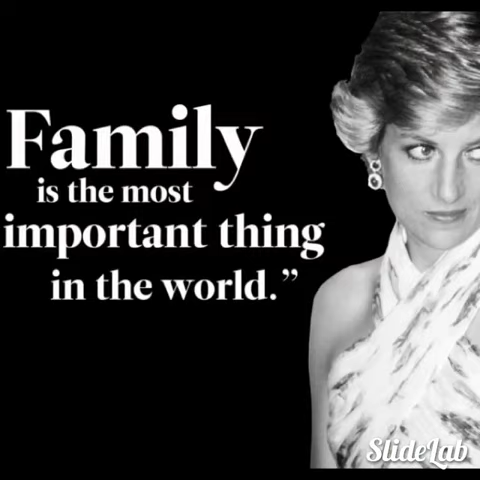 Family
is the most
important thing
in the world.”
SlideLab